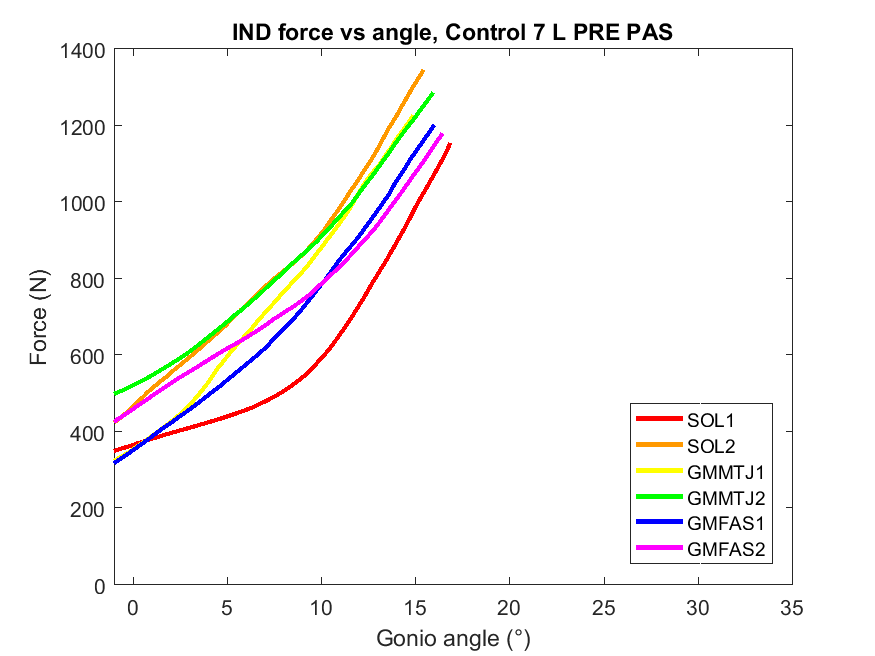 IND force vs angle, Control 7 L PRE PAS
1400
1200
1000
800
600
400
200
0
Force (N)
0 5 10 15 20 25 30 35
Gonio angle (°)
SOL1
SOL2
GMMTJ1
GMMTJ2
GMFAS1
GMFAS2